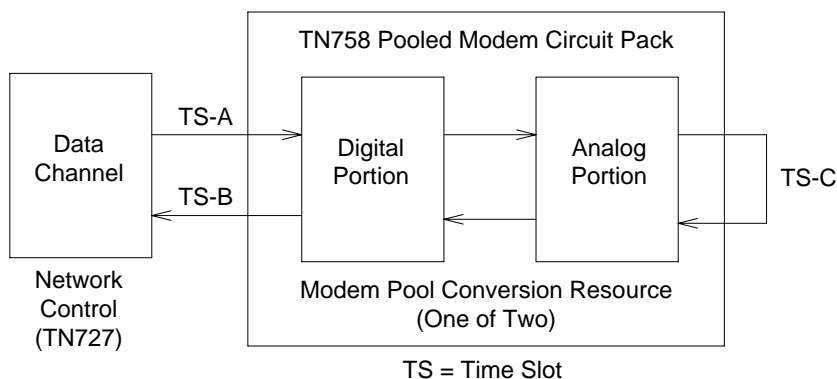 TN758 Pooled Modem Circuit Pack
Data
Channel
TS-A
TS-B
Digital
Portion
Analog
Portion
TS-C
Network
Control
(TN727)
Modem Pool Conversion Resource
(One of Two)
TS = Time Slot